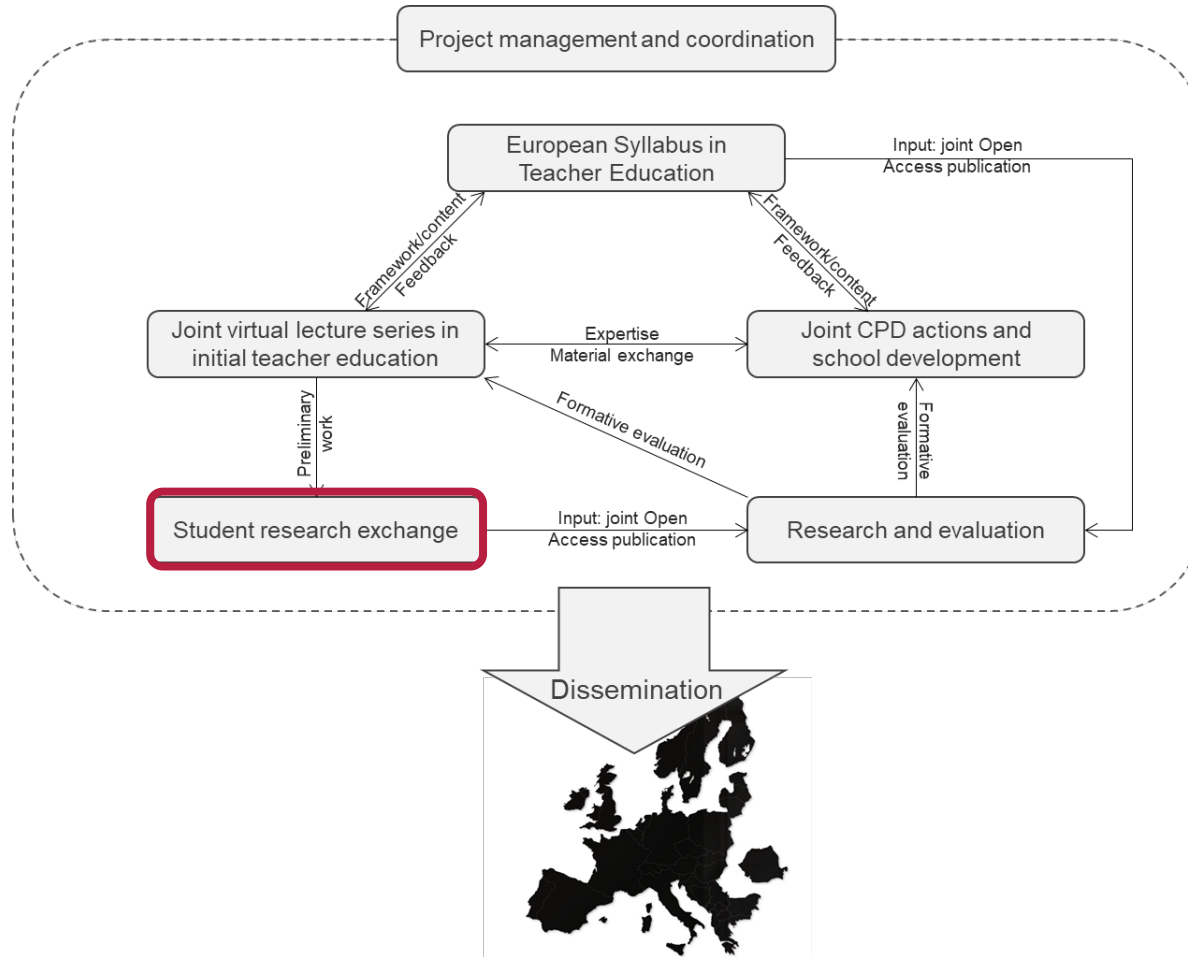 Project management and coordination
European Syllabus in
Teacher Education
Input: joint Open
Access publication
Framework/content
Feedback
Framework/content
Feedback
Joint virtual lecture series in
initial teacher education
Expertise
Material exchange
Joint CPD actions and
school development
Preliminary
work
Formative evaluation
Formative
evaluation
Student research exchange
Input: joint Open
Access publication
Research and evaluation
Dissemination